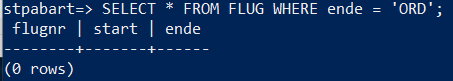 stpabart=> SELECT * FROM FLUG WHERE ende = 'ORD';
 flugnr | start | ende
--------+-------+------
(0 rows)